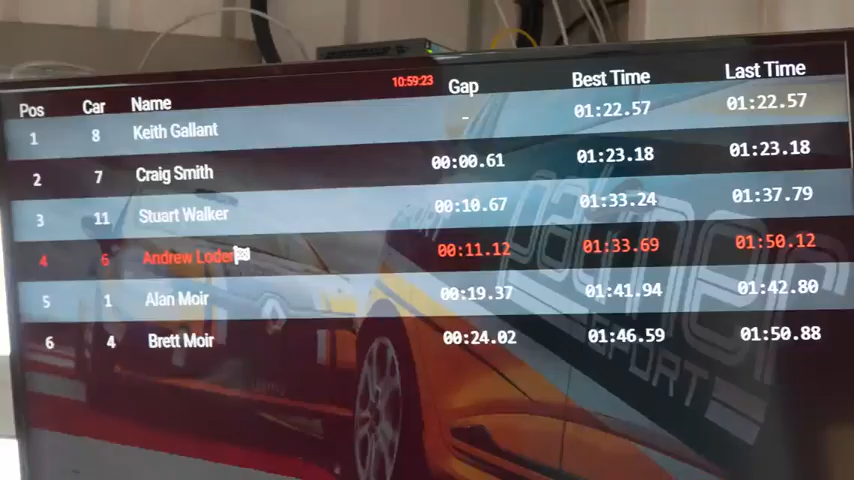 10:59:23
Pos Car Name Gap Best Time Last Time
1 8 Keith Gallant - 01:22.57 01:22.57
2 7 Craig Smith 00:00.61 01:23.18 01:23.18
3 11 Stuart Walker 00:10.67 01:33.24 01:37.79
4 6 Andrew Loder 00:11.12 01:33.69 01:50.12
5 1 Alan Moir 00:19.37 01:41.94 01:42.80
6 4 Brett Moir 00:24.02 01:46.59 01:50.88
palmer
SPORT